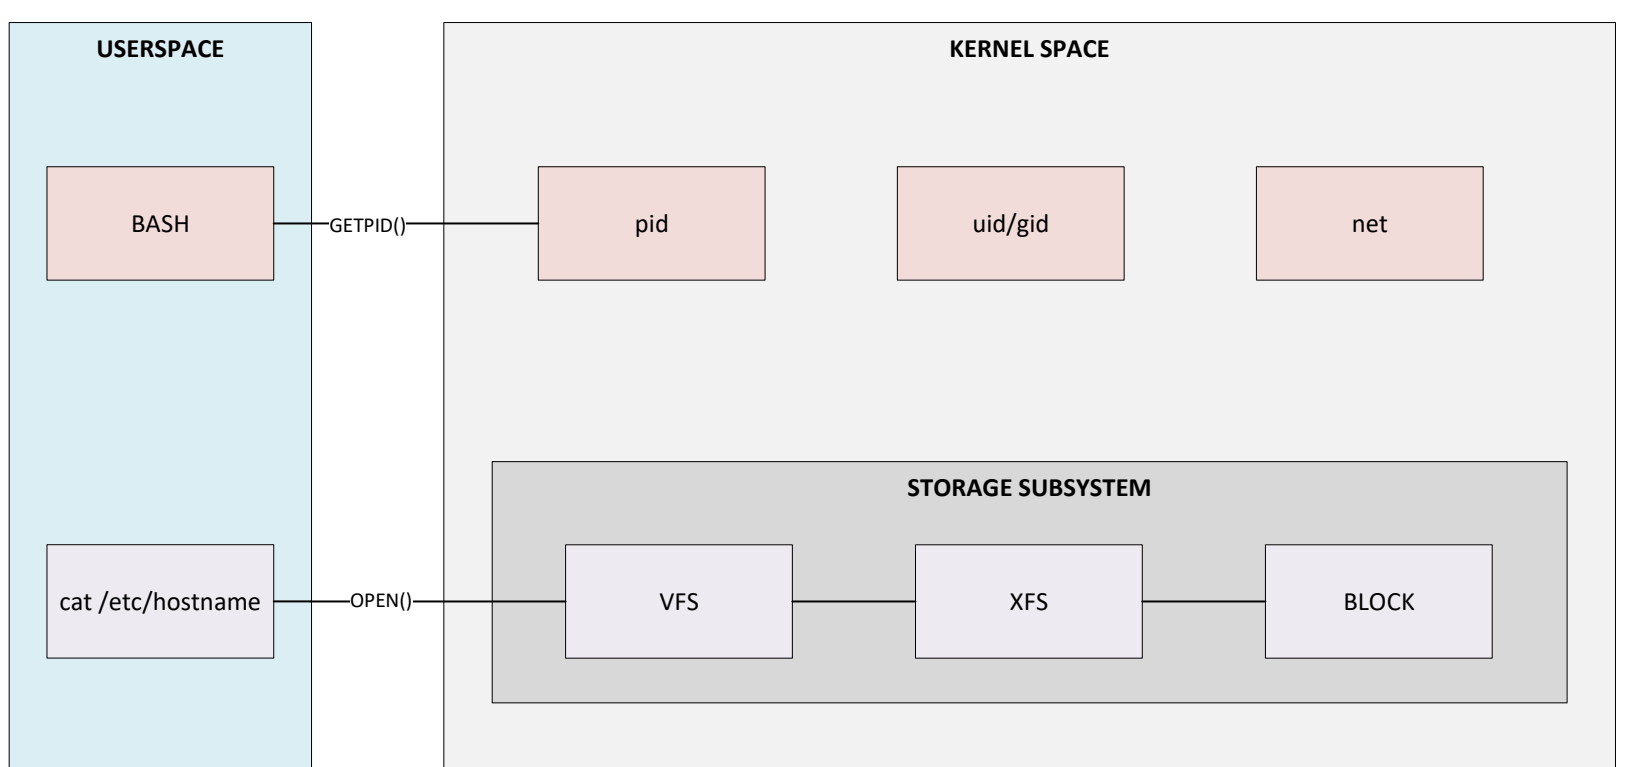 USERSPACE
KERNEL SPACE
BASH
GETPID()
pid
uid/gid
net
STORAGE SUBSYSTEM
cat /etc/hostname
OPEN()
VFS
XFS
BLOCK